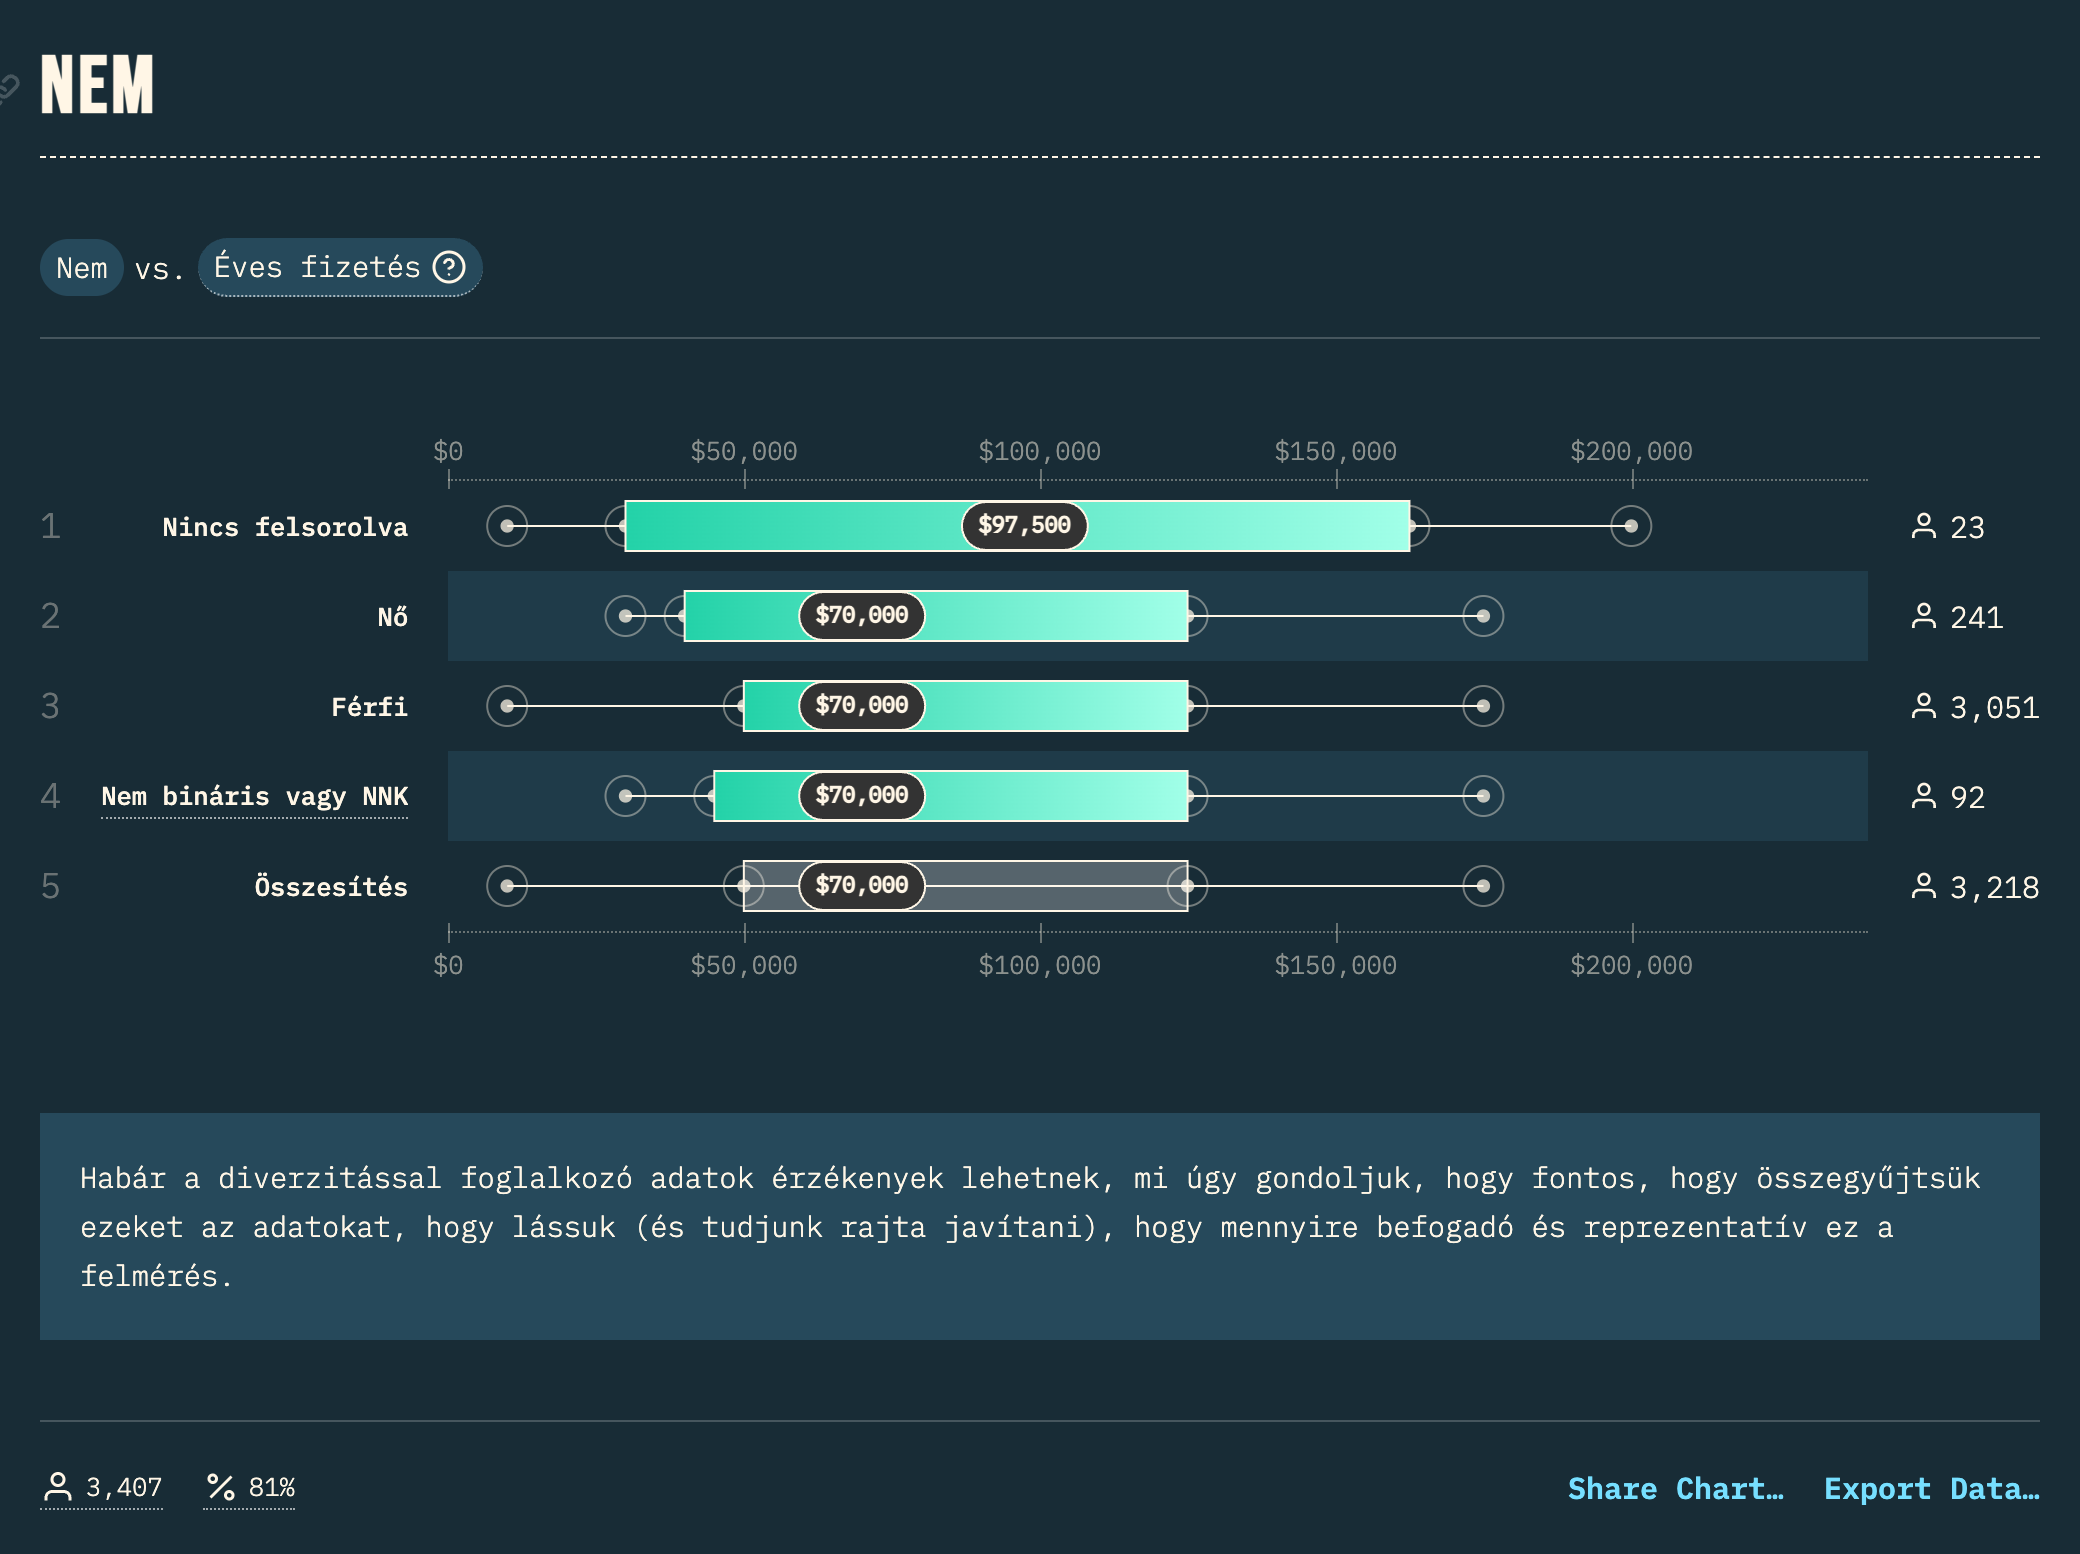 NEM
Nem vs. Éves fizetés ?
$0 $50,000 $100,000 $150,000 $200,000
1 Nincs felsorolva $97,500 23
2 Nő $70,000 241
3 Férfi $70,000 3,051
4 Nem bináris vagy NNK $70,000 92
5 Összesítés $70,000 3,218
$0 $50,000 $100,000 $150,000 $200,000
Habár a diverzitással foglalkozó adatok érzékenyek lehetnek, mi úgy gondoljuk, hogy fontos, hogy összegyűjtsük
ezeket az adatokat, hogy lássuk (és tudjunk rajta javítani), hogy mennyire befogadó és reprezentatív ez a
felmérés.
3,407 81% Share Chart… Export Data…